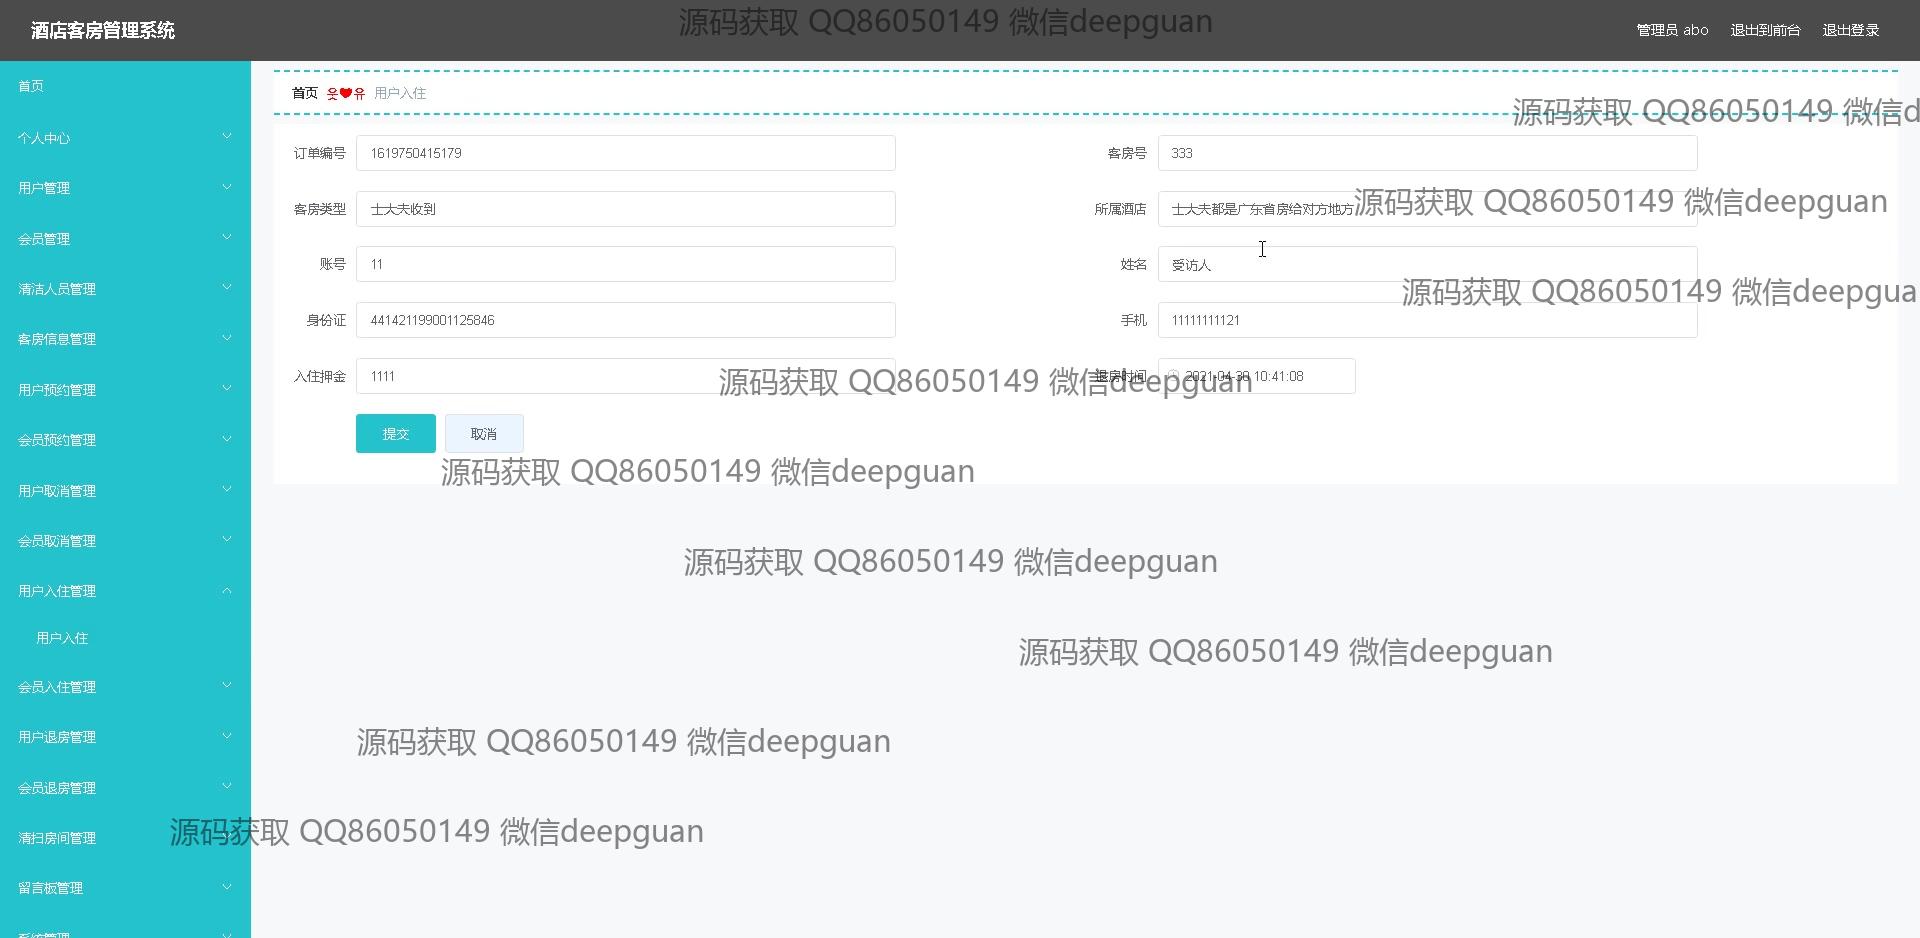 酒店客房管理系统
源码获取 QQ86050149 微信deepguan
管理员 abo 退出到前台 退出登录
首页
个人中心
用户管理
会员管理
清洁人员管理
客房信息管理
用户预约管理
会员预约管理
用户取消管理
会员取消管理
用户入住管理
用户入住
会员入住管理
用户退房管理
会员退房管理
清扫房间管理
留言板管理
系统管理
首页 웃❤유 用户入住
源码获取 QQ86050149 微信d
订单编号 1619750415179 客房号 333
客房类型 士大夫收到 所属酒店 士大夫都是广东省房给对方地方
源码获取 QQ86050149 微信deepguan
账号 11 姓名 受访人
源码获取 QQ86050149 微信deepgua
身份证 441421199001125846 手机 11111111121
入住押金 1111 退房时间 2021-04-30 10:41:08
源码获取 QQ86050149 微信deepguan
提交 取消
源码获取 QQ86050149 微信deepguan
源码获取 QQ86050149 微信deepguan
源码获取 QQ86050149 微信deepguan
源码获取 QQ86050149 微信deepguan
源码获取 QQ86050149 微信deepguan